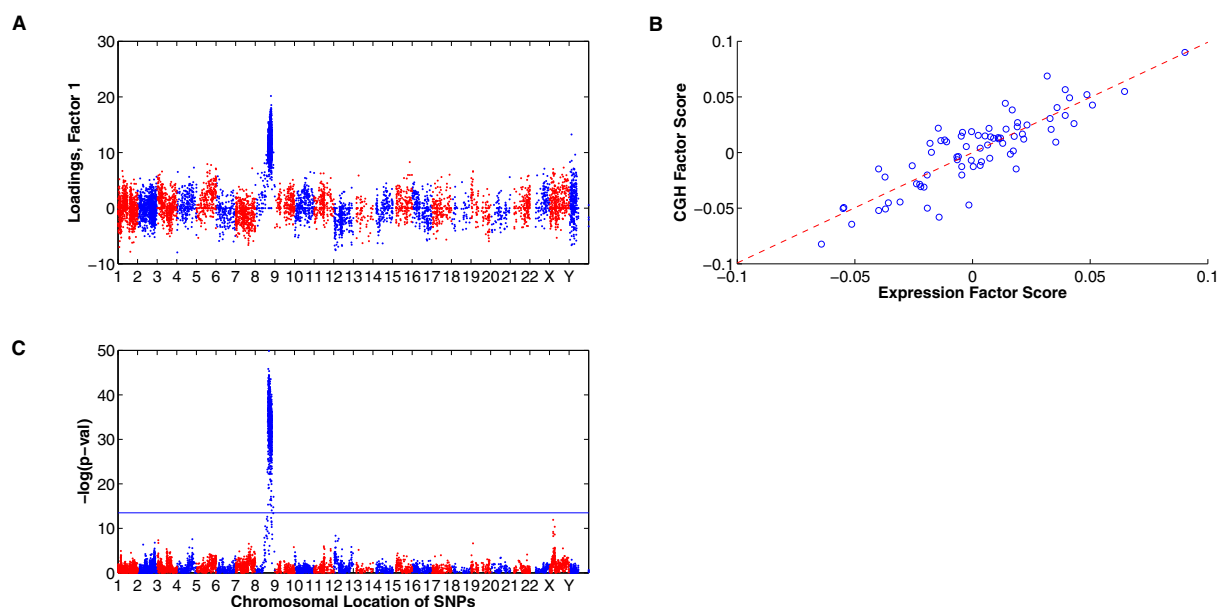 A
30
20
10
0
−10
Loadings, Factor 1
1 2 3 4 5 6 7 8 9 10 11 12 13 14 15 16 17 18 19 20 21 22 X Y
B
0.1
0.05
0
−0.05
−0.1
CGH Factor Score
−0.1 −0.05 0 0.05 0.1
Expression Factor Score
C
50
40
30
20
10
0
−log(p−val)
1 2 3 4 5 6 7 8 9 10 11 12 13 14 15 16 17 18 19 20 21 22 X Y
Chromosomal Location of SNPs